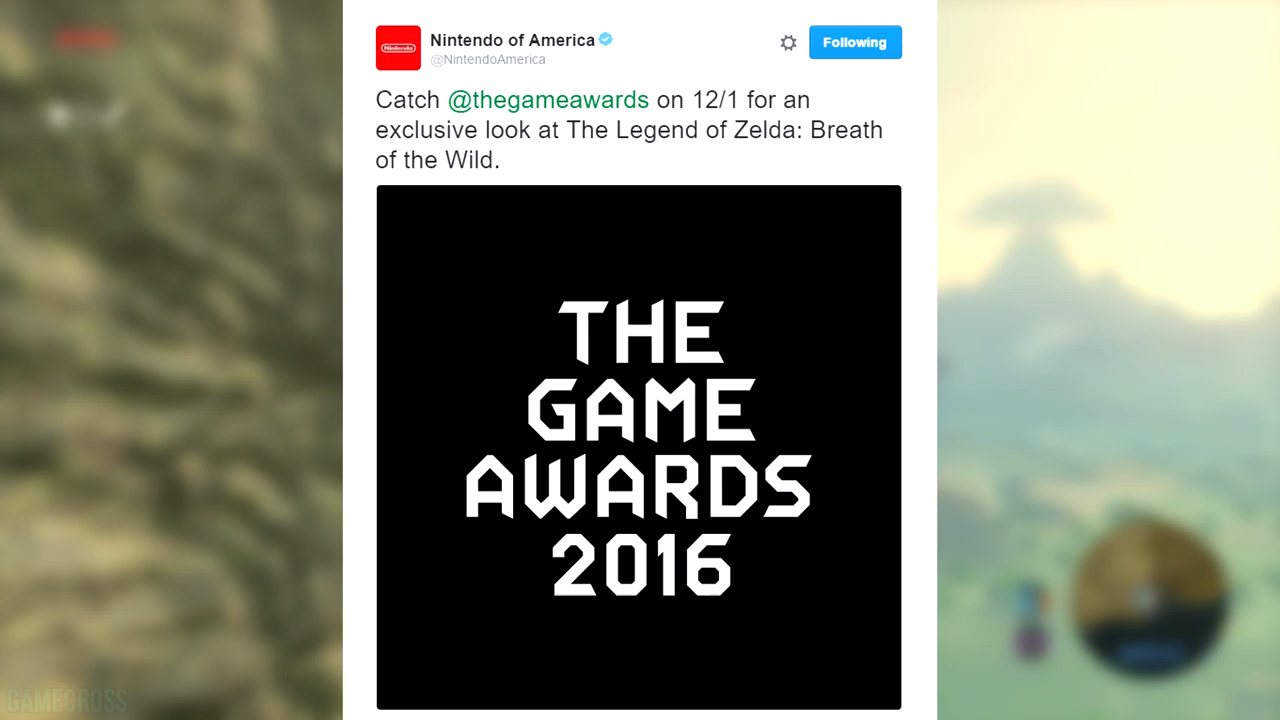 Nintendo
Nintendo of America
@NintendoAmerica
Following
Catch @thegameawards on 12/1 for an
exclusive look at The Legend of Zelda: Breath
of the Wild.
THE
GAME
AWARDS
2016
GAMECROSS